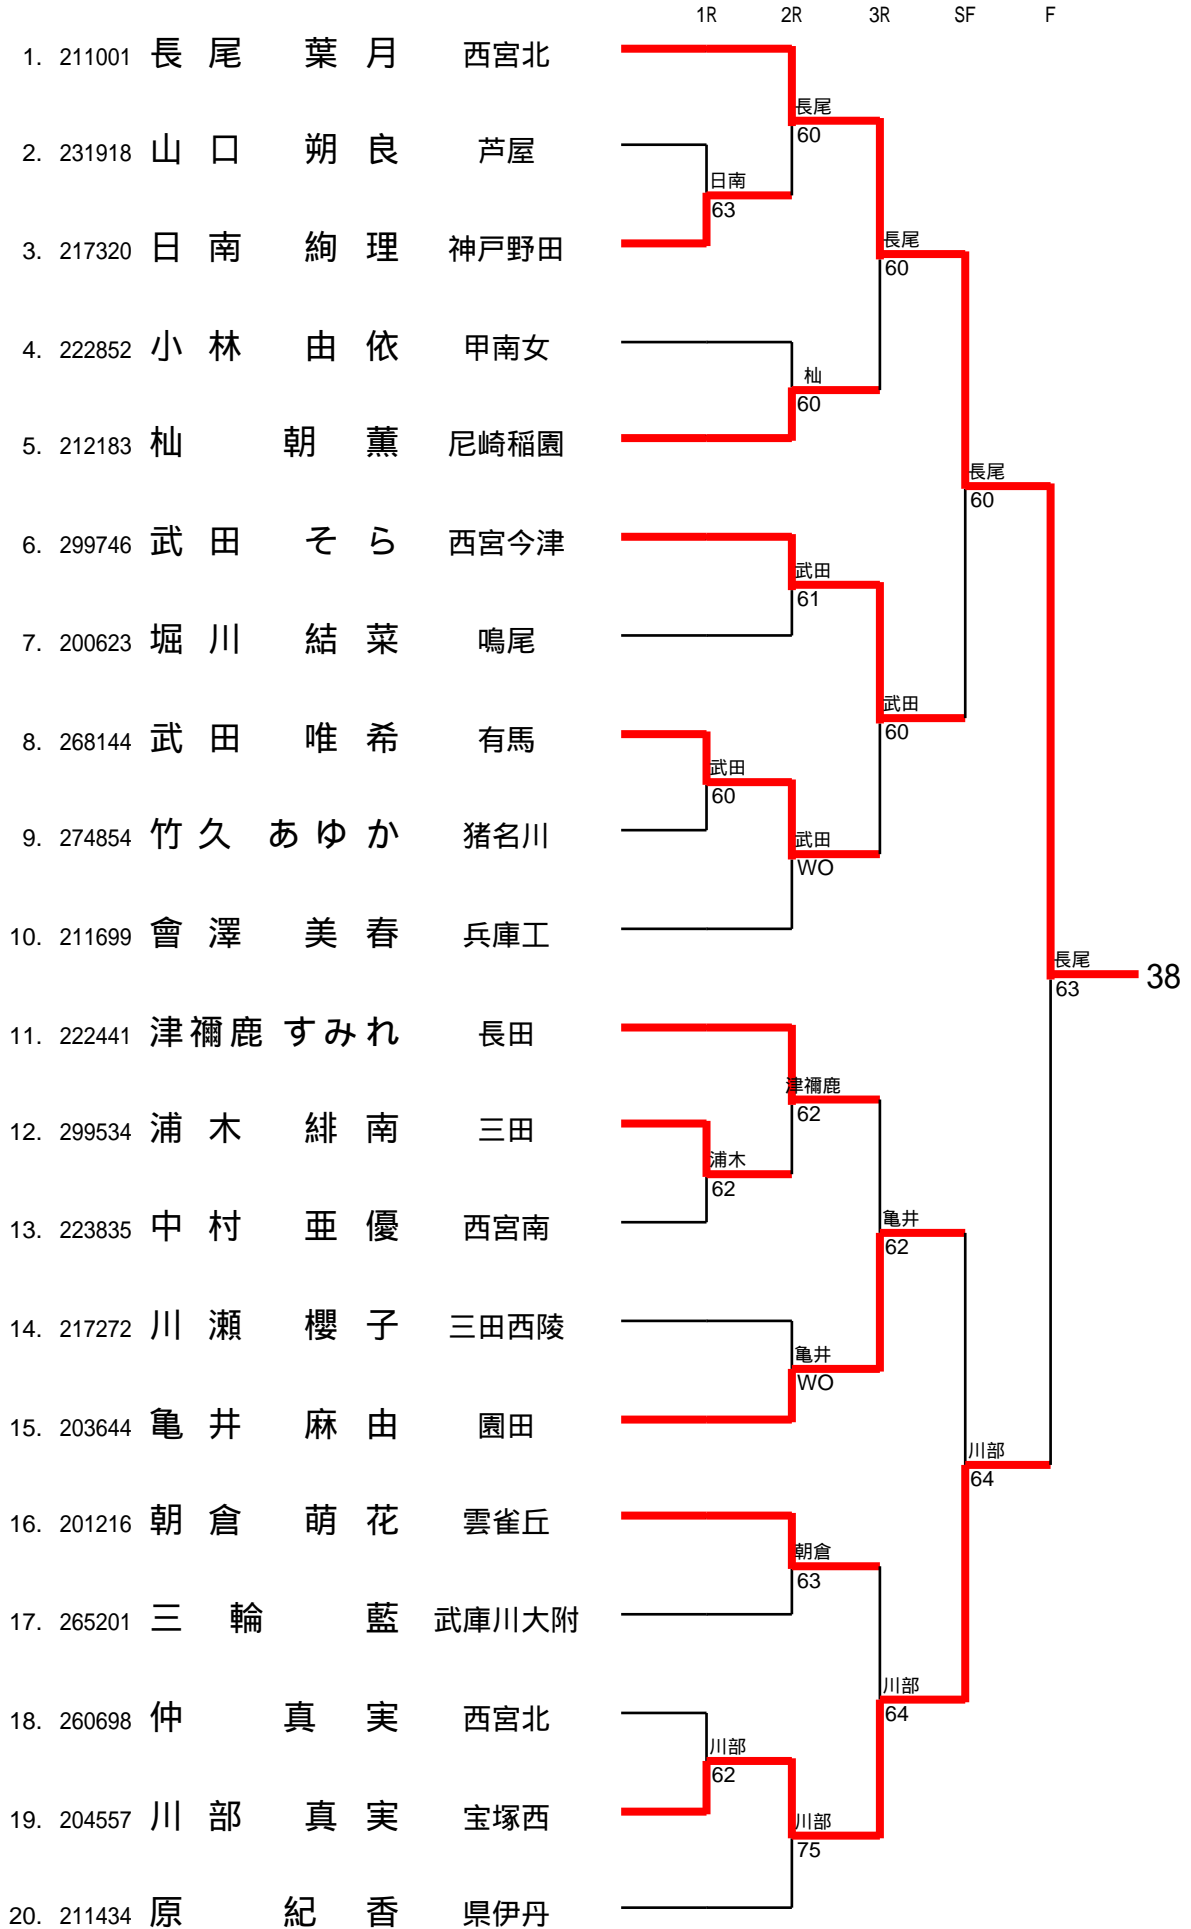 1R 2R 3R SF F
1. 211001 長尾 葉月 西宮北
長尾
60
2. 231918 山口 朔良 芦屋
日南
63
3. 217320 日南 絢理 神戸野田
長尾
60
4. 222852 小林 由依 甲南女
杣
60
5. 212183 杣 朝薫 尼崎稲園
長尾
60
6. 299746 武田 そら 西宮今津
武田
61
7. 200623 堀川 結菜 鳴尾
武田
60
8. 268144 武田 唯希 有馬
武田
60
9. 274854 竹久 あゆか 猪名川
武田
WO
10. 211699 會澤 美春 兵庫工
長尾
63
38
11. 222441 津禰鹿 すみれ 長田
津禰鹿
62
12. 299534 浦木 緋南 三田
浦木
62
13. 223835 中村 亜優 西宮南
亀井
62
14. 217272 川瀬 櫻子 三田西陵
亀井
WO
15. 203644 亀井 麻由 園田
川部
64
16. 201216 朝倉 萌花 雲雀丘
朝倉
63
17. 265201 三輪 藍 武庫川大附
川部
64
18. 260698 仲 真実 西宮北
川部
62
19. 204557 川部 真実 宝塚西
川部
75
20. 211434 原 紀香 県伊丹